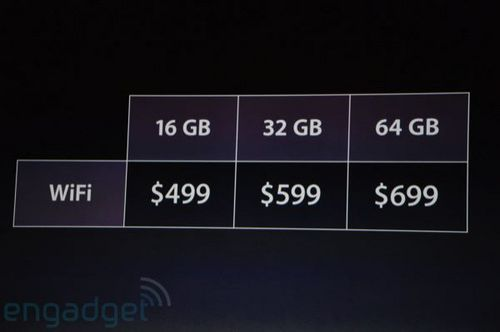 16 GB 32 GB 64 GB
WiFi $499 $599 $699
engadget